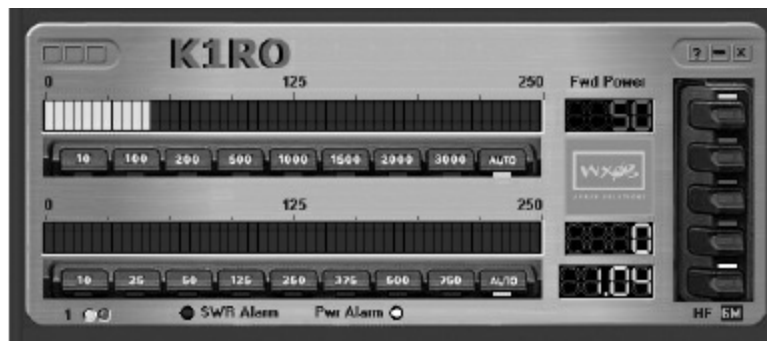 K1RO
? – x
0 125 250 Fwd Power
50
10 100 200 500 1000 1500 2000 3000 AUTO
0 125 250
0
10 25 50 125 250 375 500 750 AUTO
1.04
1 SWR Alarm Pwr Alarm HF 6M